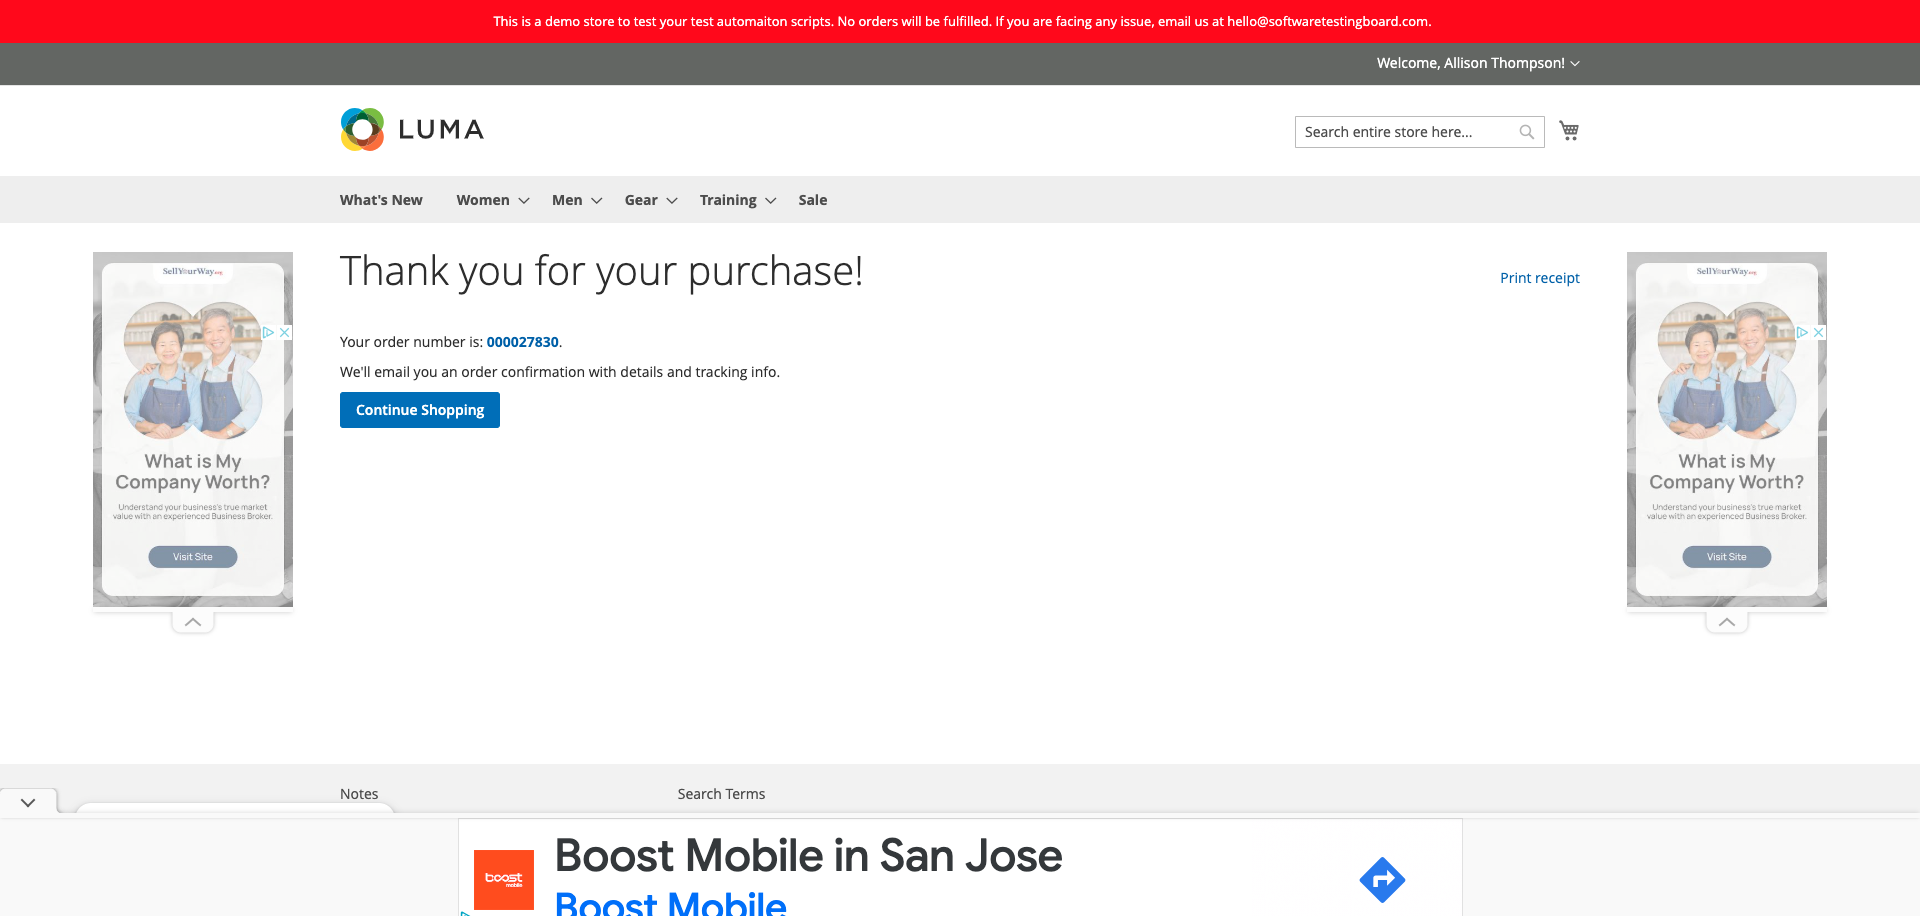 This is a demo store to test your test automaiton scripts. No orders will be fulfilled. If you are facing any issue, email us at hello@softwaretestingboard.com.
Welcome, Allison Thompson!
LUMA
Search entire store here...
What's New Women Men Gear Training Sale
Thank you for your purchase!
Print receipt
Your order number is: 000027830.
We'll email you an order confirmation with details and tracking info.
Continue Shopping
SellYourWay.org
What is My
Company Worth?
Understand your business's true market
value with an experienced Business Broker.
Visit Site
SellYourWay.org
What is My
Company Worth?
Understand your business's true market
value with an experienced Business Broker.
Visit Site
Notes
Search Terms
boost
mobile
Boost Mobile in San Jose
Boost Mobile